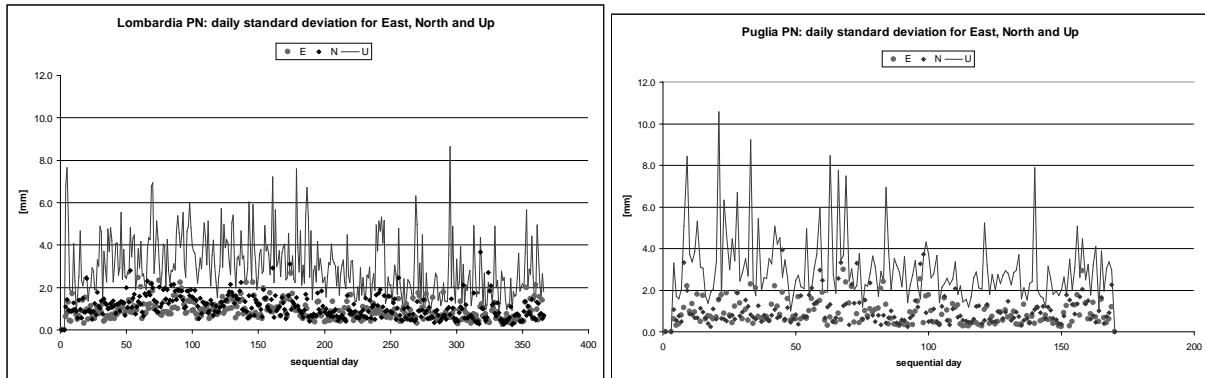 Lombardia PN: daily standard deviation for East, North and Up
E N U
12.0
10.0
8.0
6.0
4.0
2.0
0.0
[mm]
0 50 100 150 200 250 300 350 400
sequential day
Puglia PN: daily standard deviation for East, North and Up
E N U
12.0
10.0
8.0
6.0
4.0
2.0
0.0
[mm]
0 50 100 150 200
sequential day